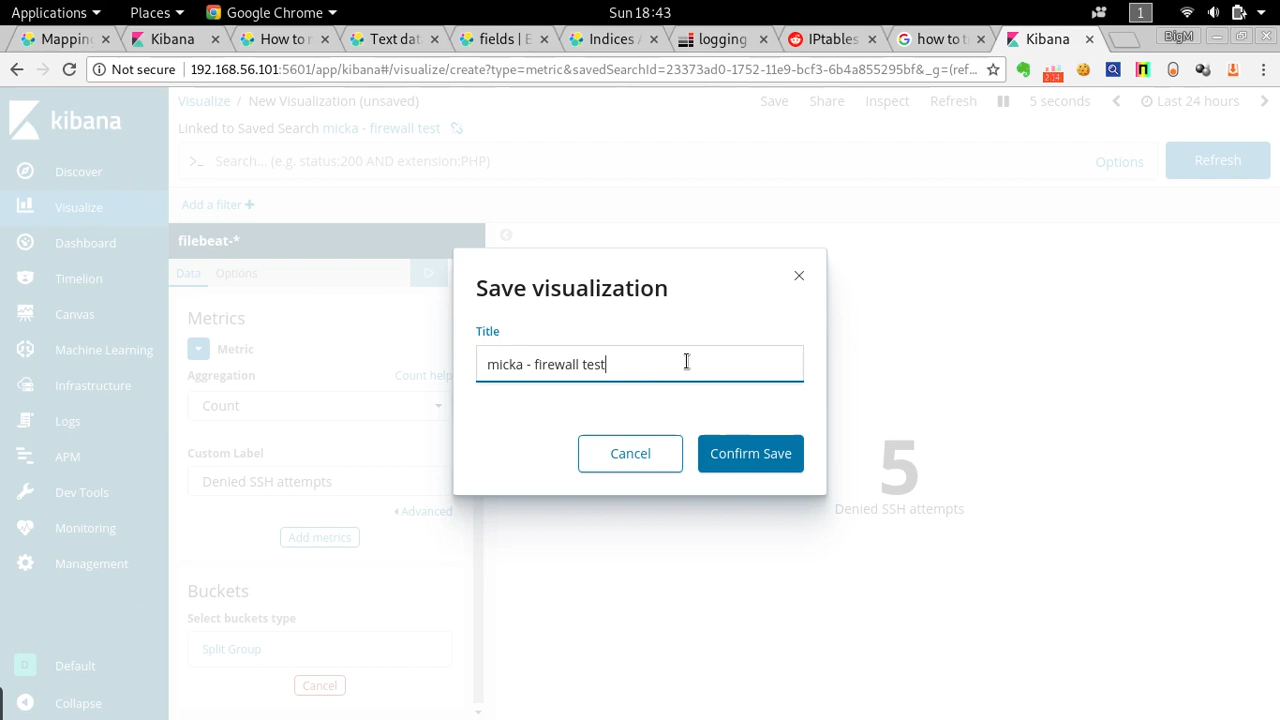 Applications Places Google Chrome Sun 18:43 1
Mappin Kibana How to r Text dat fields | E Indices logging IPtables how to t Kibana BigM
Not secure 192.168.56.101:5601/app/kibana#/visualize/create?type=metric&savedSearchId=23373ad0-1752-11e9-bcf3-6b4a855295bf&_g=(ref...
kibana
Visualize / New Visualization (unsaved) Save Share Inspect Refresh 5 seconds Last 24 hours
Linked to Saved Search micka - firewall test
>_ Search... (e.g. status:200 AND extension:PHP) Options Refresh
Add a filter +
Discover
Visualize
Dashboard
Timelion
Canvas
Machine Learning
Infrastructure
Logs
APM
Dev Tools
Monitoring
Management
D Default
Collapse
filebeat-*
Data Options
Metrics
Metric
Aggregation Count help
Count
Custom Label
Denied SSH attempts
Advanced
Add metrics
Buckets
Select buckets type
Split Group
Cancel
Save visualization
Title
micka - firewall test
Cancel Confirm Save
5
Denied SSH attempts